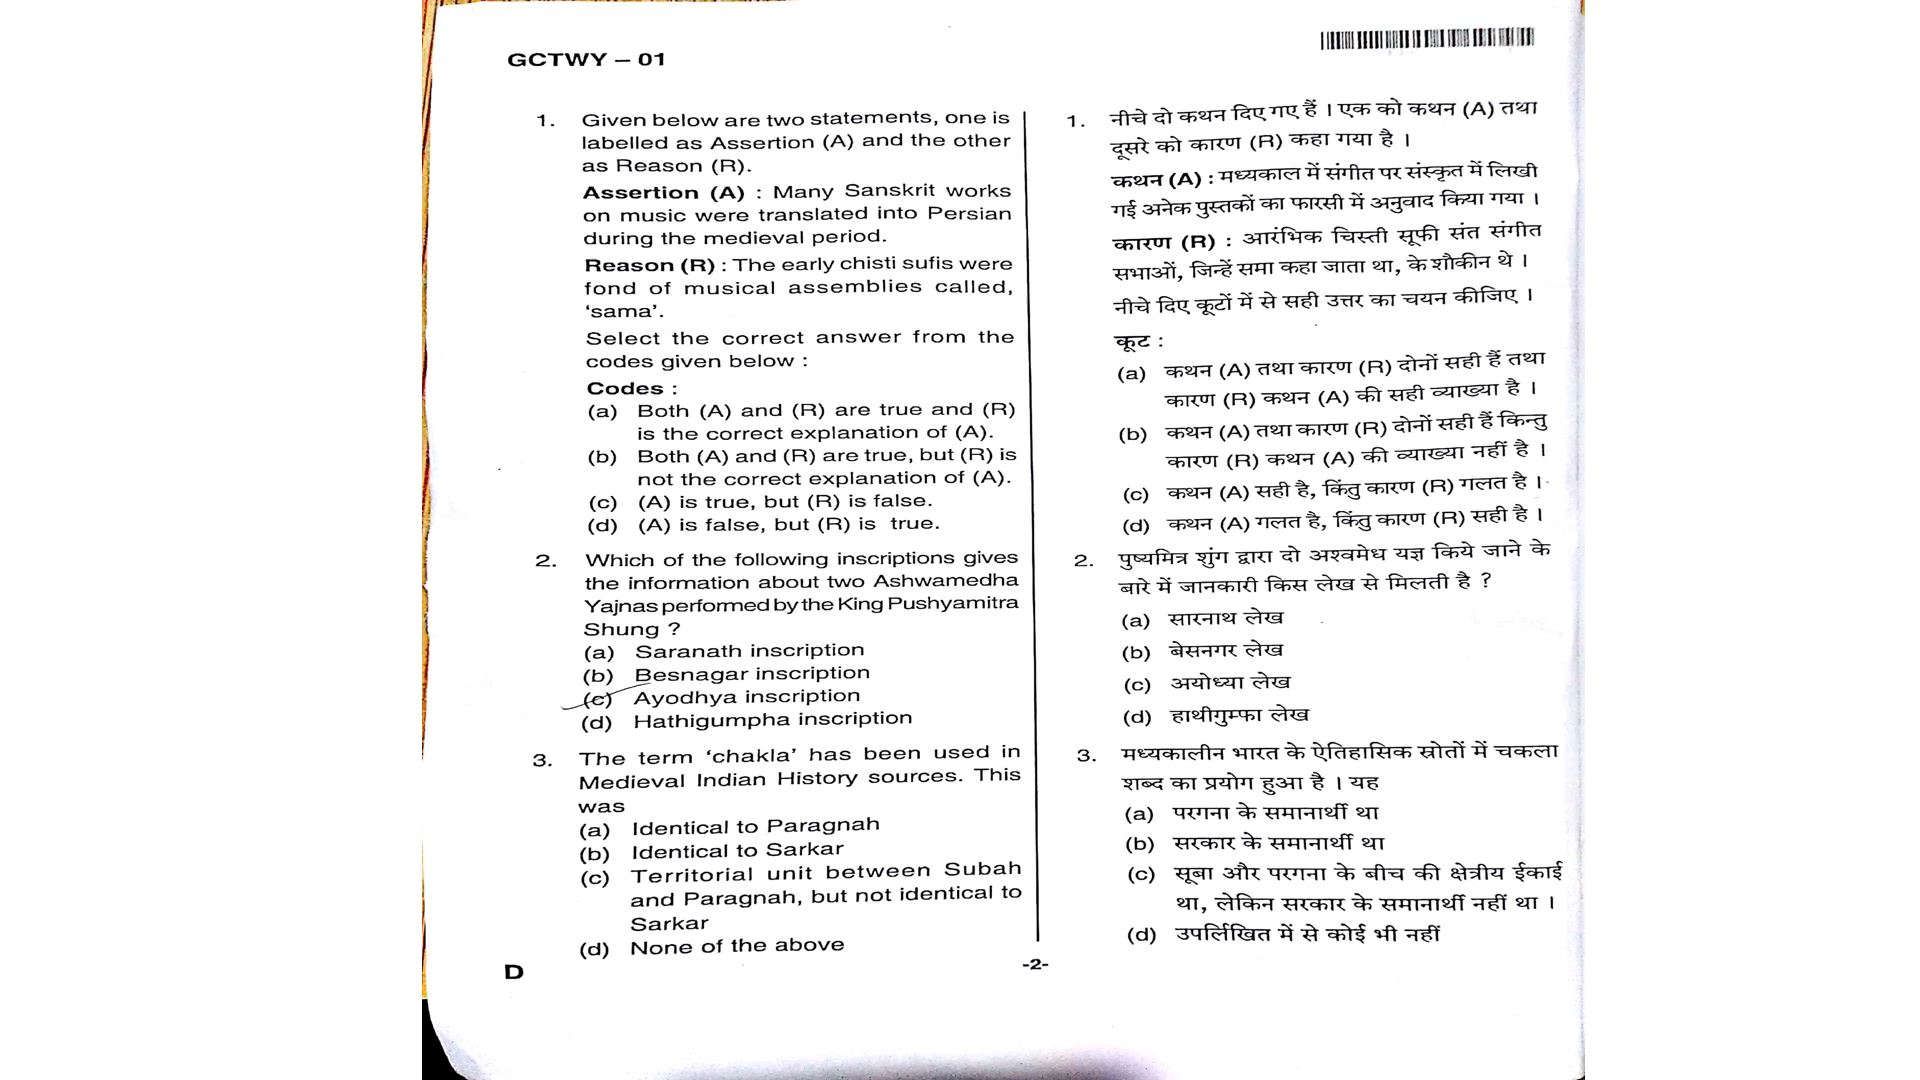 GCTWY – 01
1. Given below are two statements, one is
labelled as Assertion (A) and the other
as Reason (R).
Assertion (A) : Many Sanskrit works
on music were translated into Persian
during the medieval period.
Reason (R) : The early chisti sufis were
fond of musical assemblies called,
‘sama’.
Select the correct answer from the
codes given below :
Codes :
(a) Both (A) and (R) are true and (R)
is the correct explanation of (A).
(b) Both (A) and (R) are true, but (R) is
not the correct explanation of (A).
(c) (A) is true, but (R) is false.
(d) (A) is false, but (R) is true.
2. Which of the following inscriptions gives
the information about two Ashwamedha
Yajnas performed by the King Pushyamitra
Shung ?
(a) Saranath inscription
(b) Besnagar inscription
(c) Ayodhya inscription
(d) Hathigumpha inscription
3. The term ‘chakla’ has been used in
Medieval Indian History sources. This
was
(a) Identical to Paragnah
(b) Identical to Sarkar
(c) Territorial unit between Subah
and Paragnah, but not identical to
Sarkar
(d) None of the above
1. नीचे दो कथन दिए गए हैं । एक को कथन (A) तथा
दूसरे को कारण (R) कहा गया है ।
कथन (A) : मध्यकाल में संगीत पर संस्कृत में लिखी
गई अनेक पुस्तकों का फारसी में अनुवाद किया गया ।
कारण (R) : आरंभिक चिस्ती सूफी संत संगीत
सभाओं, जिन्हें समा कहा जाता था, के शौकीन थे ।
नीचे दिए कूटों में से सही उत्तर का चयन कीजिए ।
कूट :
(a) कथन (A) तथा कारण (R) दोनों सही हैं तथा
कारण (R) कथन (A) की सही व्याख्या है ।
(b) कथन (A) तथा कारण (R) दोनों सही हैं किन्तु
कारण (R) कथन (A) की व्याख्या नहीं है ।
(c) कथन (A) सही है, किंतु कारण (R) गलत है ।
(d) कथन (A) गलत है, किंतु कारण (R) सही है ।
2. पुष्यमित्र शुंग द्वारा दो अश्वमेध यज्ञ किये जाने के
बारे में जानकारी किस लेख से मिलती है ?
(a) सारनाथ लेख
(b) बेसनगर लेख
(c) अयोध्या लेख
(d) हाथीगुम्फा लेख
3. मध्यकालीन भारत के ऐतिहासिक स्रोतों में चकला
शब्द का प्रयोग हुआ है । यह
(a) परगना के समानार्थी था
(b) सरकार के समानार्थी था
(c) सूबा और परगना के बीच की क्षेत्रीय ईकाई
था, लेकिन सरकार के समानार्थी नहीं था ।
(d) उपर्लिखित में से कोई भी नहीं
D
-2-